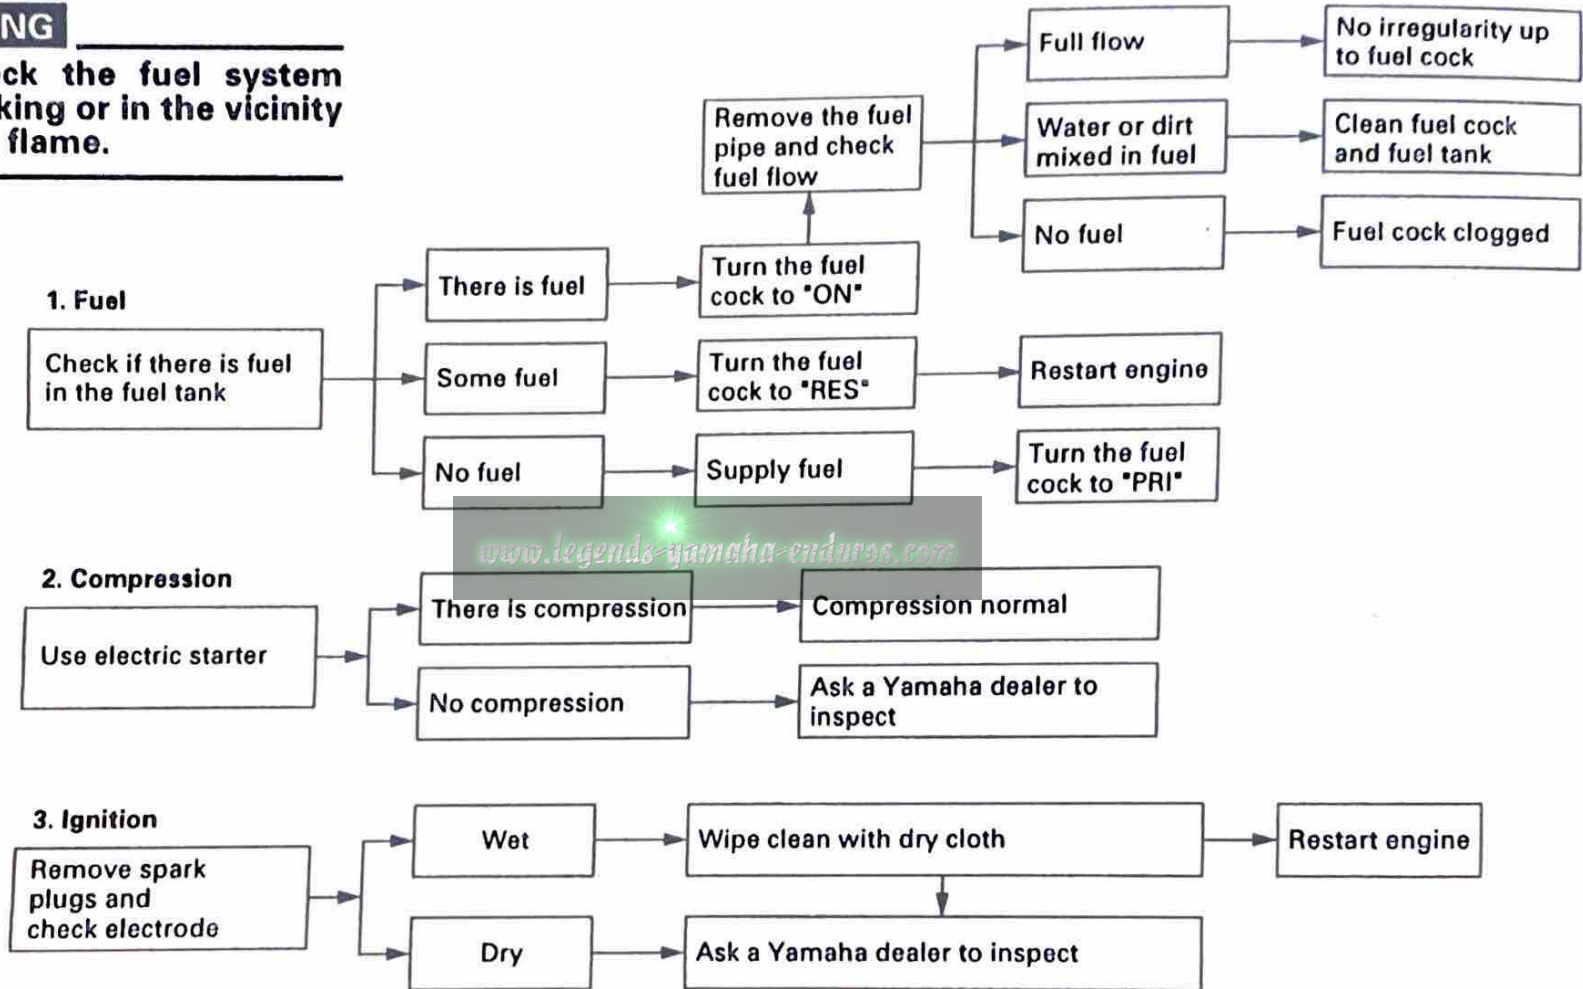 NG
ck the fuel system
king or in the vicinity
flame.
1. Fuel
Check if there is fuel
in the fuel tank
There is fuel
Turn the fuel
cock to "ON"
Remove the fuel
pipe and check
fuel flow
Full flow
No irregularity up
to fuel cock
Water or dirt
mixed in fuel
Clean fuel cock
and fuel tank
No fuel
Fuel cock clogged
Some fuel
Turn the fuel
cock to "RES"
Restart engine
No fuel
Supply fuel
Turn the fuel
cock to "PRI"
www.legends-yamaha-enduros.com
2. Compression
Use electric starter
There is compression
Compression normal
No compression
Ask a Yamaha dealer to
inspect
3. Ignition
Remove spark
plugs and
check electrode
Wet
Wipe clean with dry cloth
Restart engine
Dry
Ask a Yamaha dealer to inspect